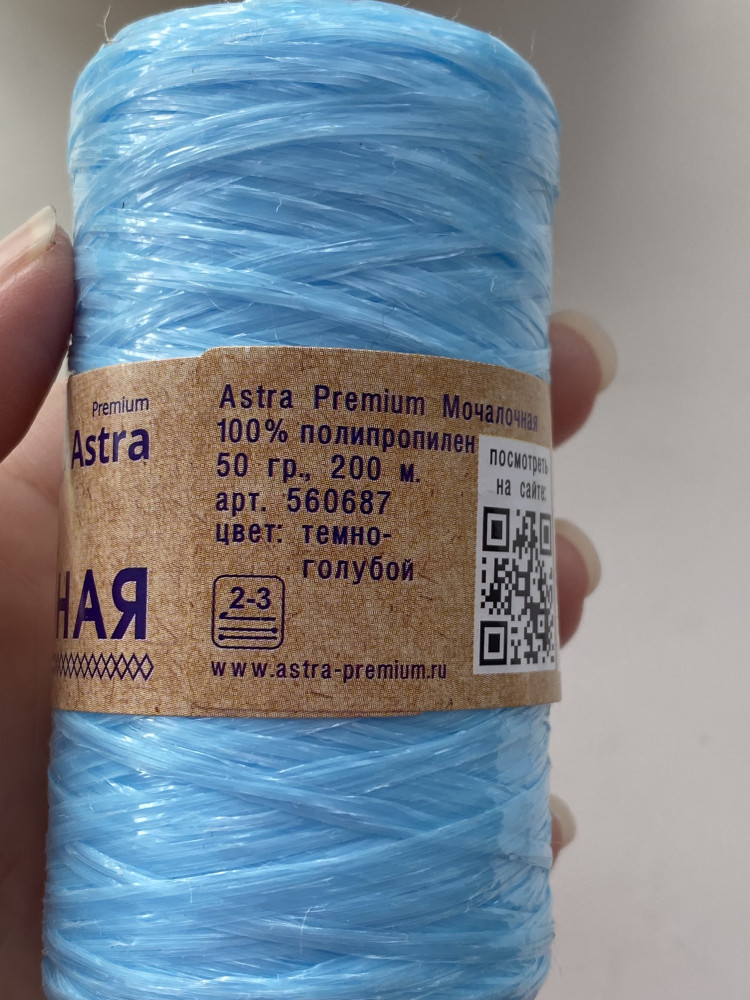 Premium
Astra
НАЯ
Astra Premium Мочалочная
100% полипропилен
50 гр., 200 м.
арт. 560687
цвет: темно-
голубой
2-3
www.astra-premium.ru
посмотреть
на сайте: